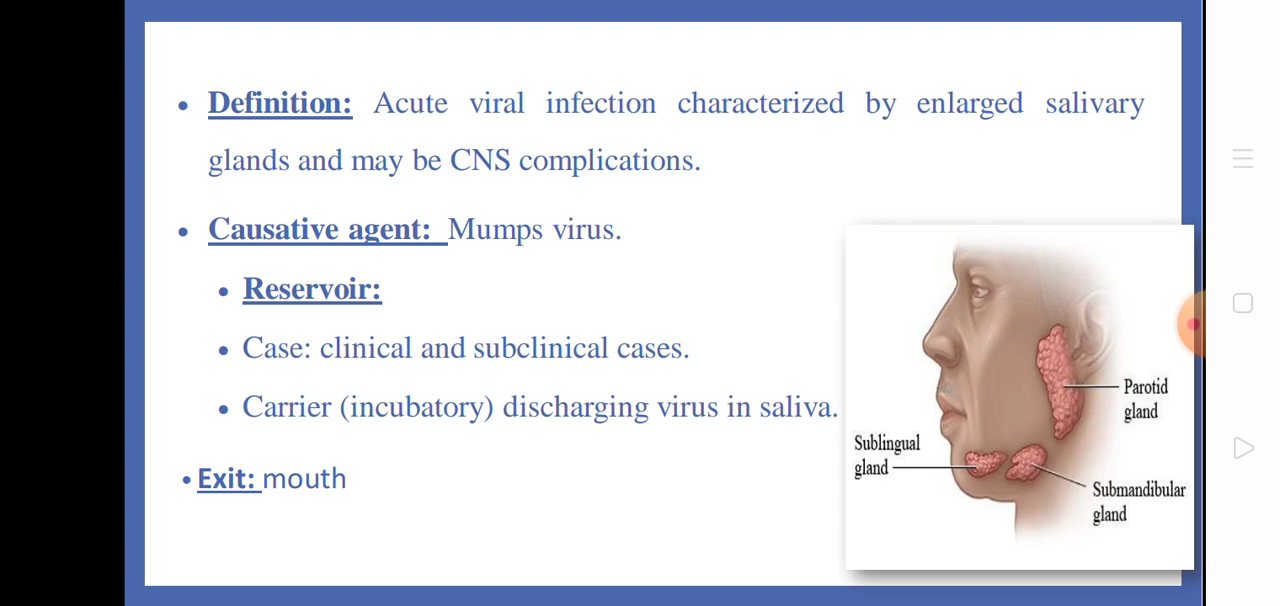 • Definition: Acute viral infection characterized by enlarged salivary
glands and may be CNS complications.
• Causative agent: Mumps virus.
• Reservoir:
• Case: clinical and subclinical cases.
• Carrier (incubatory) discharging virus in saliva.
• Exit: mouth
Parotid
gland
Sublingual
gland
Submandibular
gland